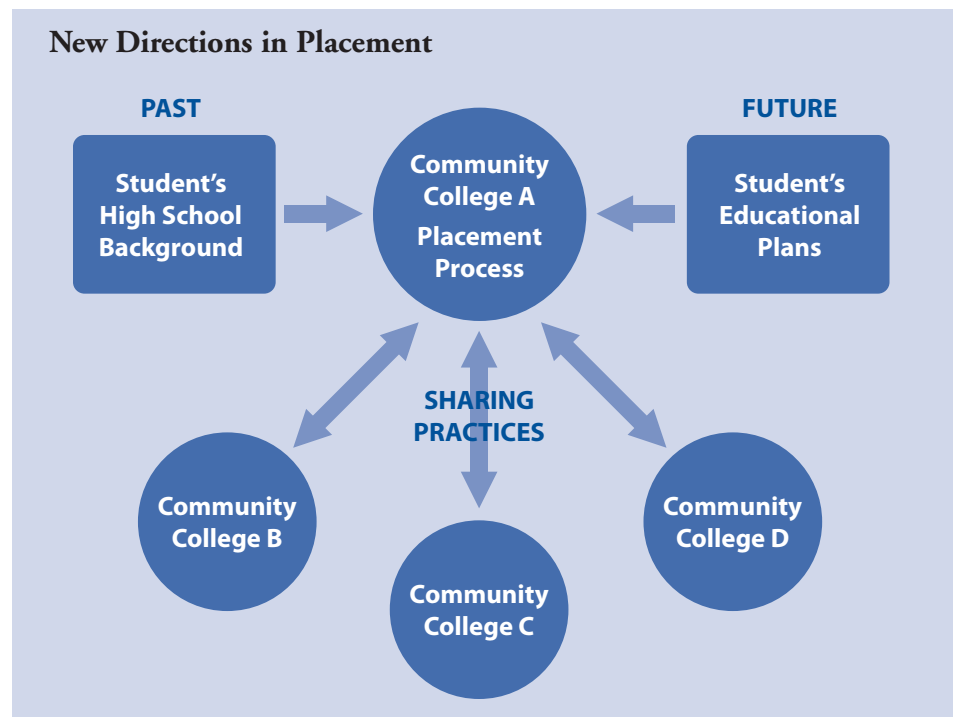 New Directions in Placement
PAST
FUTURE
Student’s
High School
Background
Community
College A
Placement
Process
Student’s
Educational
Plans
SHARING
PRACTICES
Community
College B
Community
College C
Community
College D